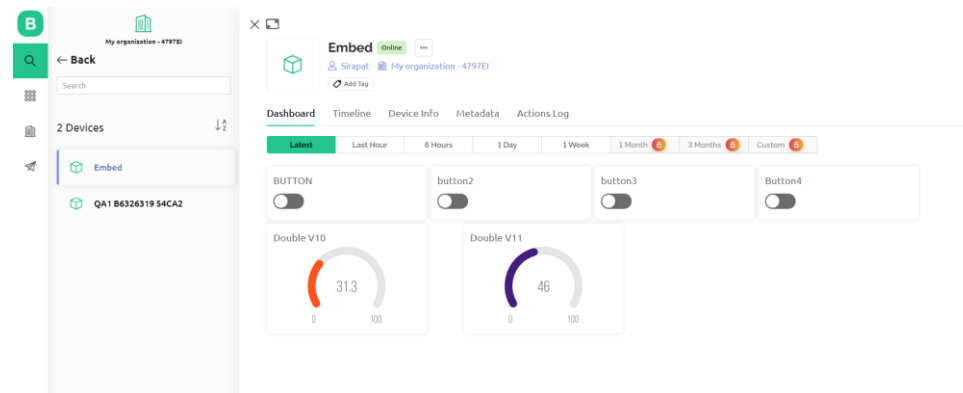 B
My organization - 4797EI
← Back
Search
2 Devices
Embed
QA1 B6326319 54CA2
Embed Online ...
Sirapat My organization - 4797EI
Add Tag
Dashboard Timeline Device Info Metadata Actions Log
Latest Last Hour 6 Hours 1 Day 1 Week 1 Month 3 Months Custom
BUTTON button2 button3 Button4
Double V10 Double V11
31.3 46
0 100 0 100